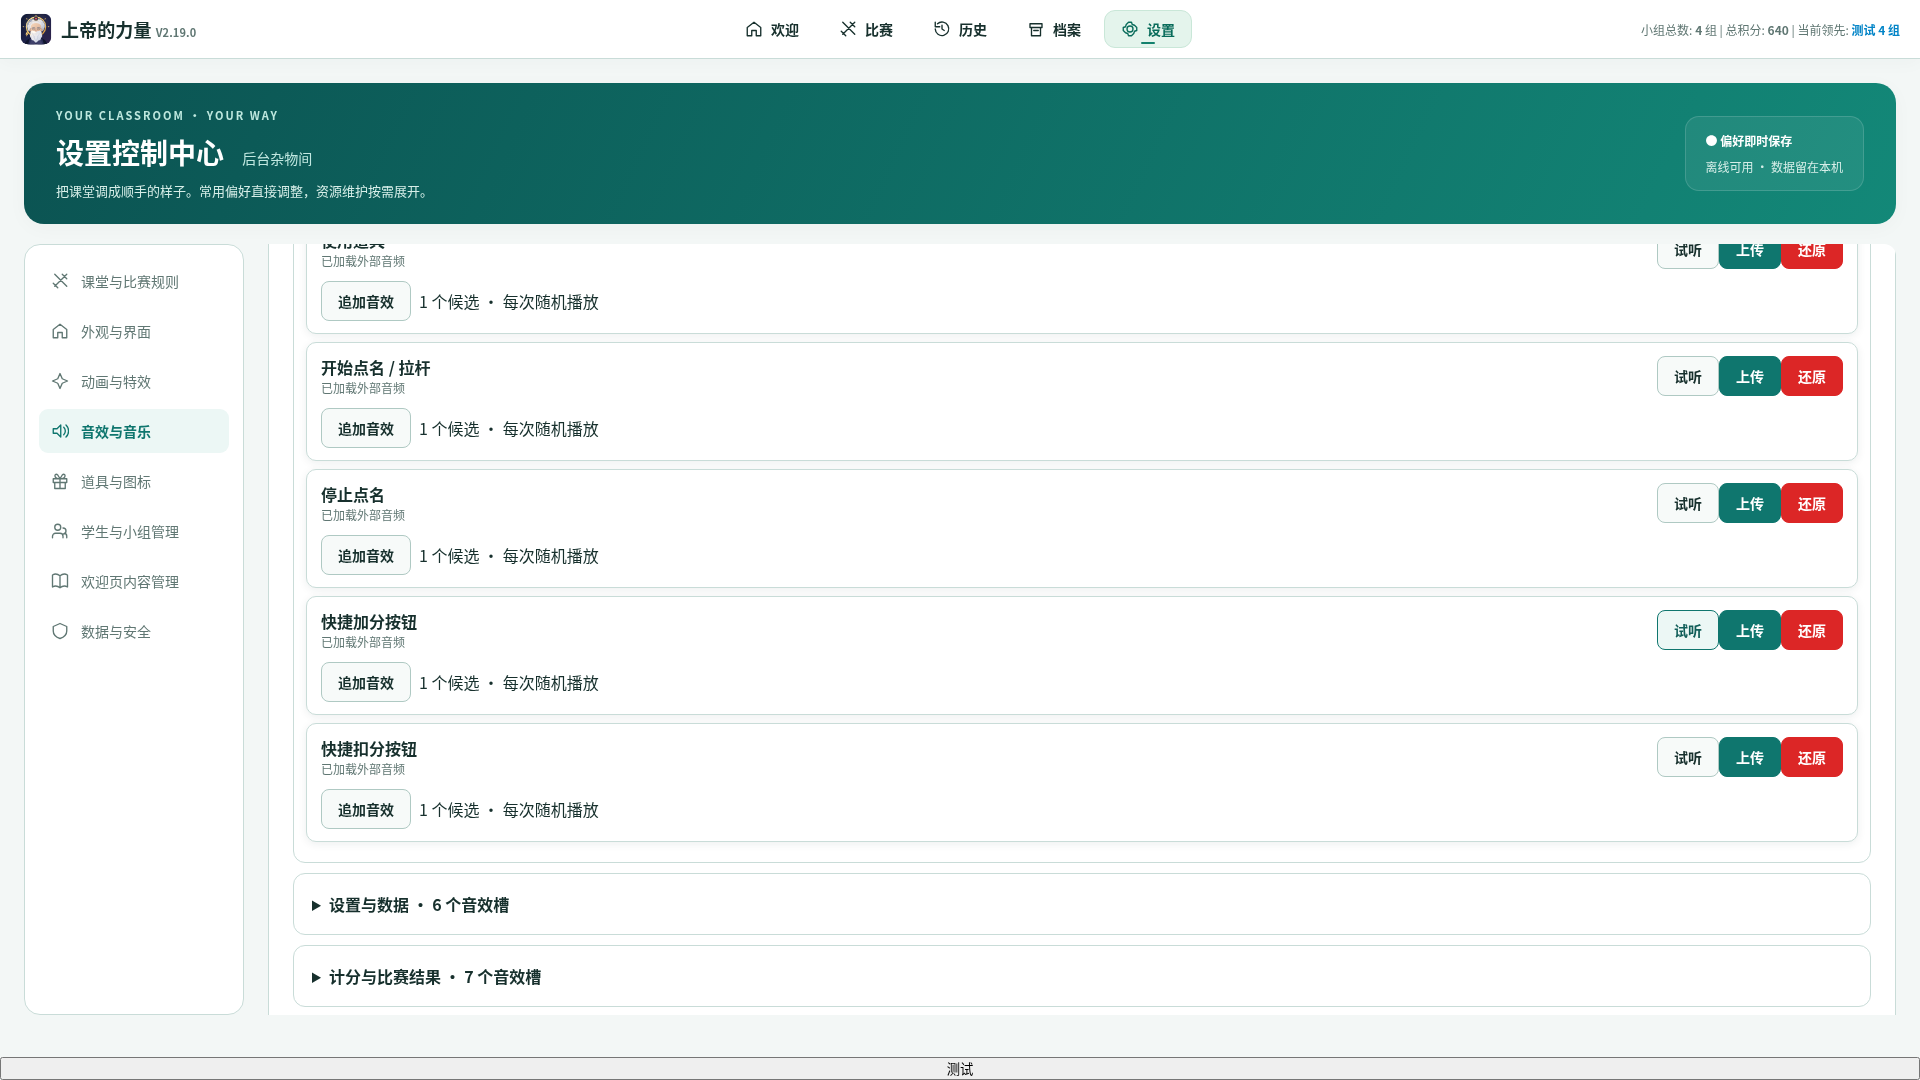 上帝的力量 V2.19.0
欢迎
比赛
历史
档案
设置
小组总数: 4 组 | 总积分: 640 | 当前领先: 测试 4 组
YOUR CLASSROOM • YOUR WAY
设置控制中心 后台杂物间
把课堂调成顺手的样子。常用偏好直接调整，资源维护按需展开。
偏好即时保存
离线可用 • 数据留在本机
课堂与比赛规则
外观与界面
动画与特效
音效与音乐
道具与图标
学生与小组管理
欢迎页内容管理
数据与安全
使用道具
已加载外部音频
试听 上传 还原
追加音效 1 个候选 • 每次随机播放
开始点名 / 拉杆
已加载外部音频
试听 上传 还原
追加音效 1 个候选 • 每次随机播放
停止点名
已加载外部音频
试听 上传 还原
追加音效 1 个候选 • 每次随机播放
快捷加分按钮
已加载外部音频
试听 上传 还原
追加音效 1 个候选 • 每次随机播放
快捷扣分按钮
已加载外部音频
试听 上传 还原
追加音效 1 个候选 • 每次随机播放
设置与数据 • 6 个音效槽
计分与比赛结果 • 7 个音效槽
测试